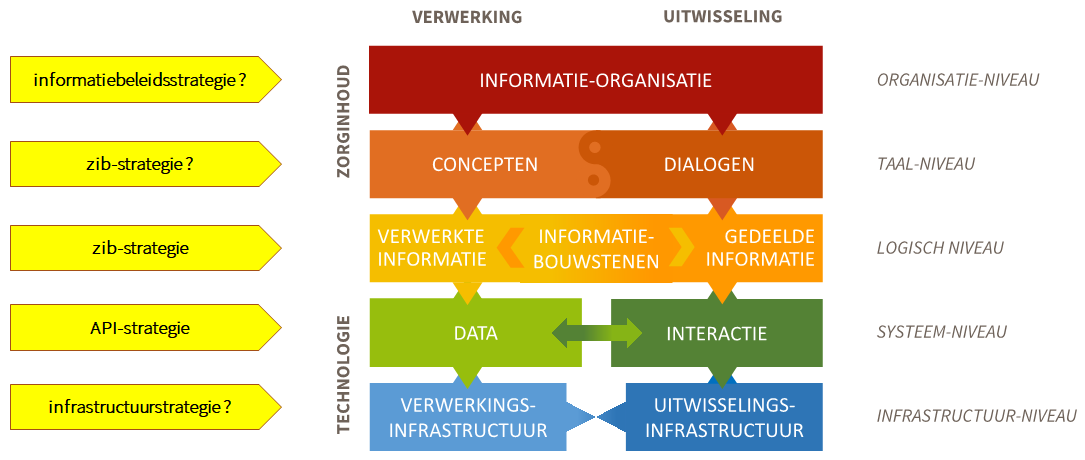 VERWERKING UITWISSELING
informatiebeleidsstrategie ?
ZORGINHOUD
INFORMATIE-ORGANISATIE
ORGANISATIE-NIVEAU
zib-strategie ?
CONCEPTEN
DIALOGEN
TAAL-NIVEAU
zib-strategie
VERWERKTE
INFORMATIE
INFORMATIE-
BOUWSTENEN
GEDEELDE
INFORMATIE
LOGISCH NIVEAU
API-strategie
TECHNOLOGIE
DATA
INTERACTIE
SYSTEEM-NIVEAU
infrastructuurstrategie ?
VERWERKINGS-
INFRASTRUCTUUR
UITWISSELINGS-
INFRASTRUCTUUR
INFRASTRUCTUUR-NIVEAU